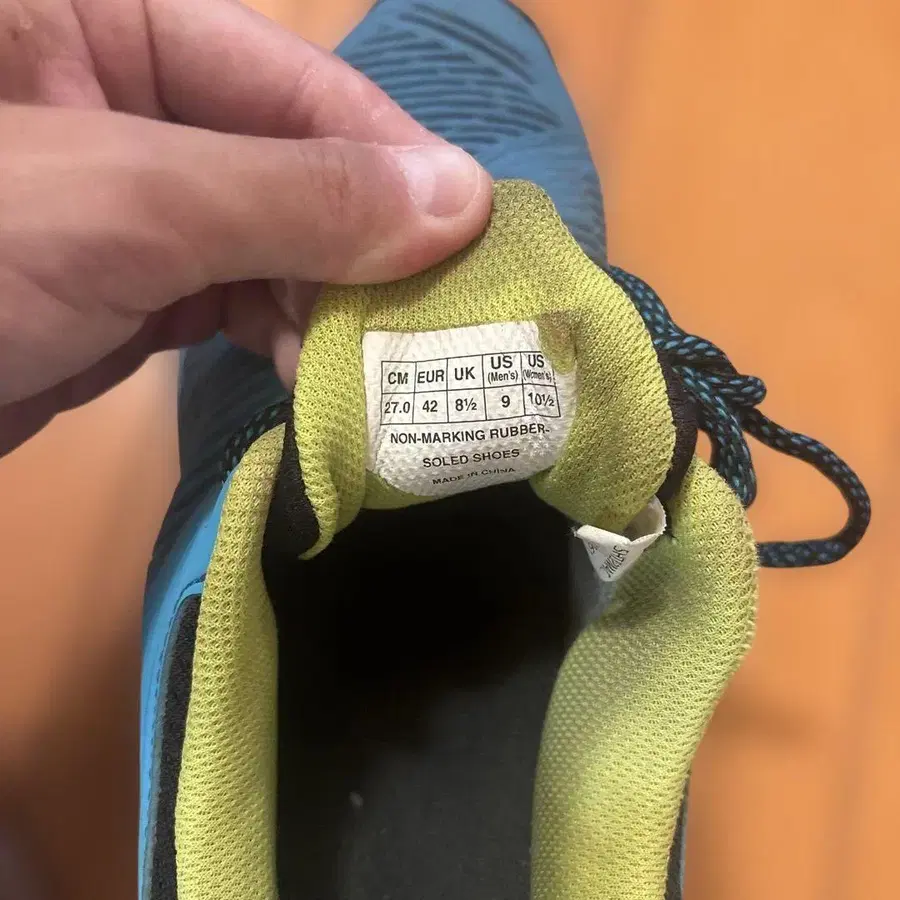 CM EUR UK US (Men's) US (Women's)
27.0 42 8½ 9 10½
NON-MARKING RUBBER-
SOLED SHOES
MADE IN CHINA